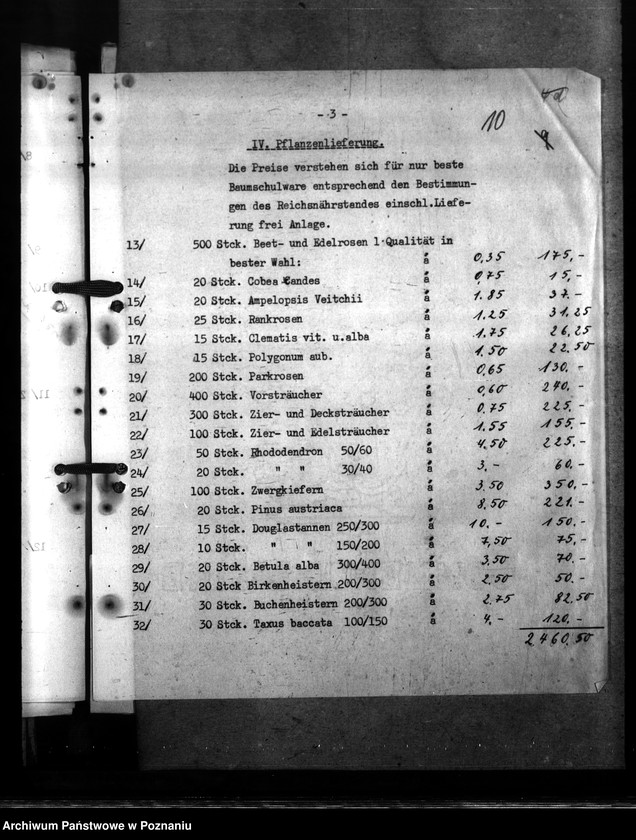 - 3 -
10
IV. Pflanzenlieferung.
Die Preise verstehen sich für nur beste
Baumschulware entsprechend den Bestimmun-
gen des Reichsnährstandes einschl.Liefe-
rung frei Anlage.
13/ 500 Stck. Beet- und Edelrosen 1 Qualität in
bester Wahl: à 0,35 175,-
14/ 20 Stck. Cobea Candes à 0,75 15,-
15/ 20 Stck. Ampelopsis Veitchii à 1.85 37.-
16/ 25 Stck. Rankrosen à 1,25 31,25
17/ 15 Stck. Clematis vit. u.alba à 1,75 26,25
18/ 15 Stck. Polygonum aub. à 1,50 22.50
19/ 200 Stck. Parkrosen à 0,65 130.-
20/ 400 Stck. Vorsträucher à 0,60 240,-
21/ 300 Stck. Zier- und Decksträucher à 0,75 225,-
22/ 100 Stck. Zier- und Edelsträucher à 1.55 155.-
23/ 50 Stck. Rhododendron 50/60 à 4.50 225.-
24/ 20 Stck. " " 30/40 à 3,- 60.-
25/ 100 Stck. Zwergkiefern à 3,50 350,-
26/ 20 Stck. Pinus austriaca à 8,50 221.-
27/ 15 Stck. Douglastannen 250/300 à 10.- 150.-
28/ 10 Stck. " " 150/200 à 7,50 75,-
29/ 20 Stck. Betula alba 300/400 à 3,50 70.-
30/ 20 Stck Birkenheistern 200/300 à 2,50 50.-
31/ 30 Stck. Buchenheistern 200/300 à 2.75 82.50
32/ 30 Stck. Taxus baccata 100/150 à 4,- 120.-
2460,50
Archiwum Państwowe w Poznaniu